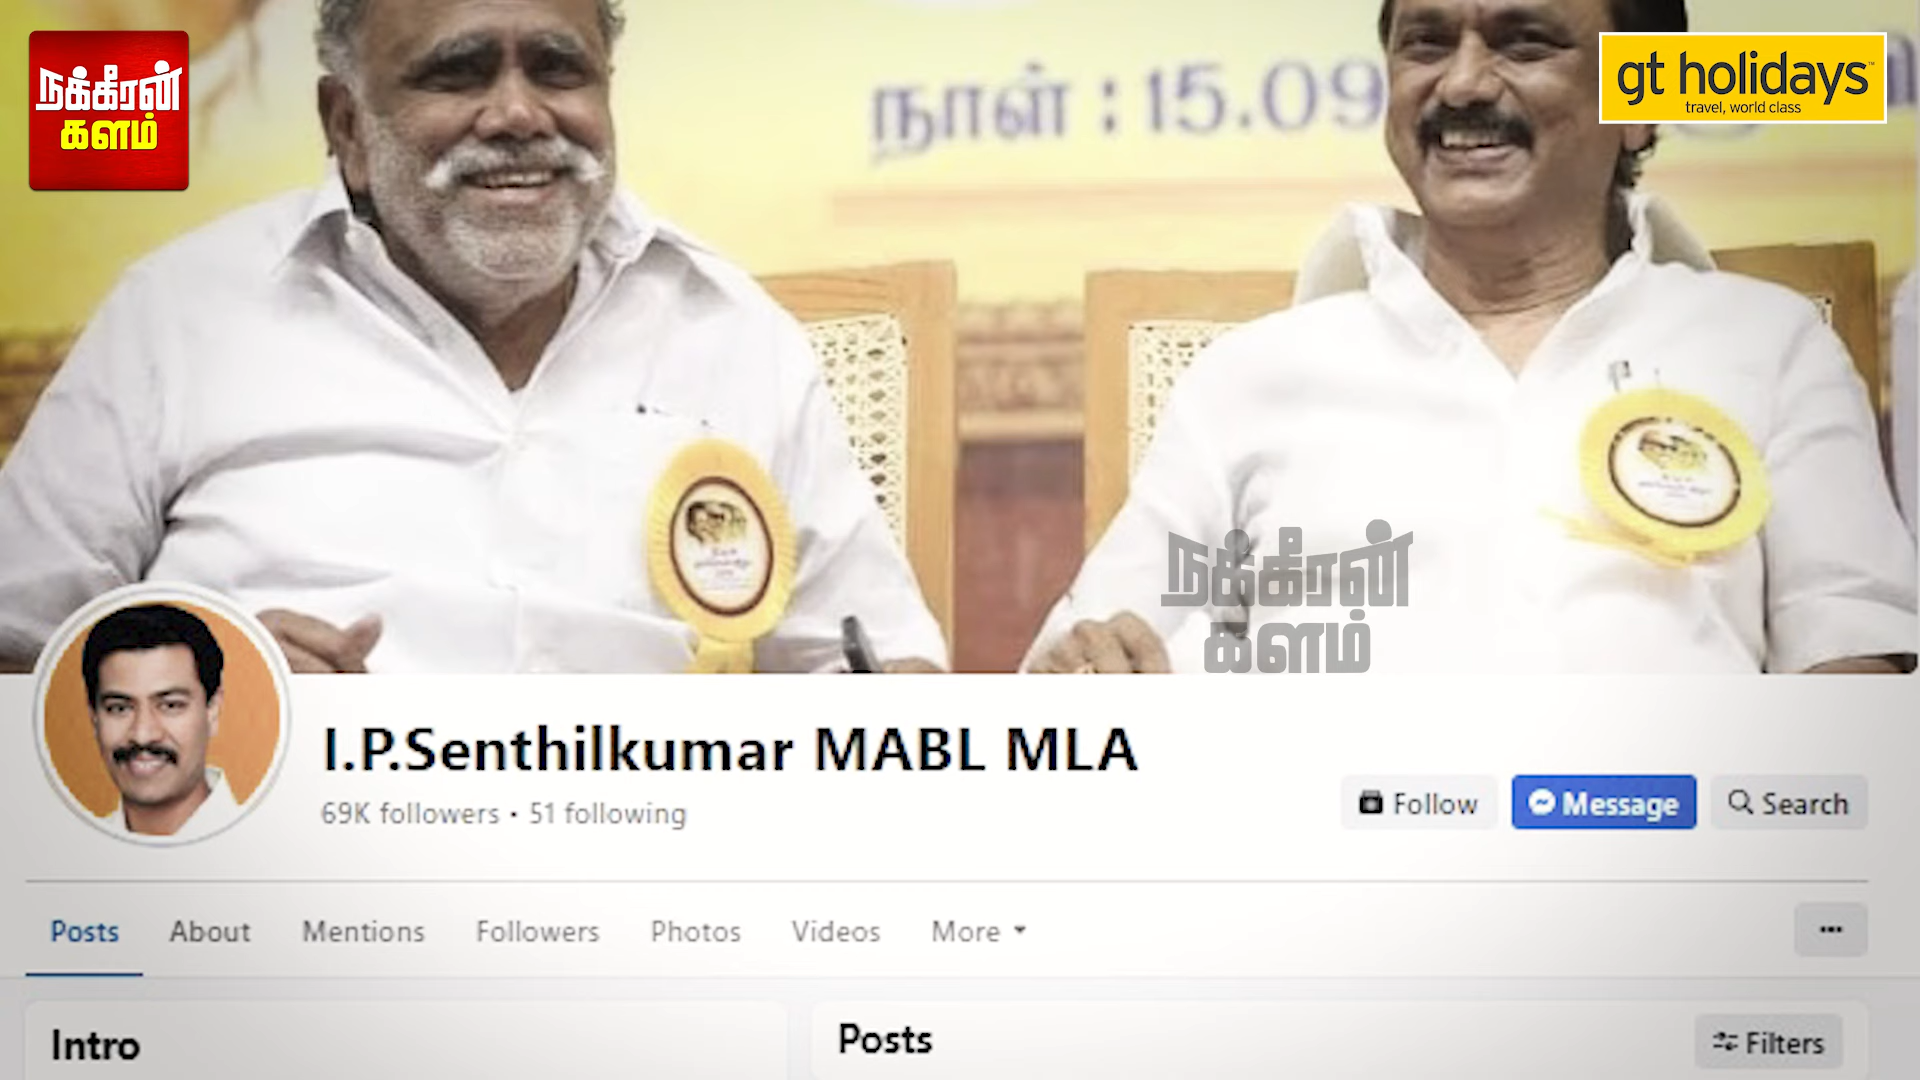 நக்கீரன்
களம்
நாள் : 15.09
gt holidays™
travel, world class
நக்கீரன்
களம்
I.P.Senthilkumar MABL MLA
69K followers • 51 following
Follow
Message
Search
Posts
About
Mentions
Followers
Photos
Videos
More
Intro
Posts
Filters